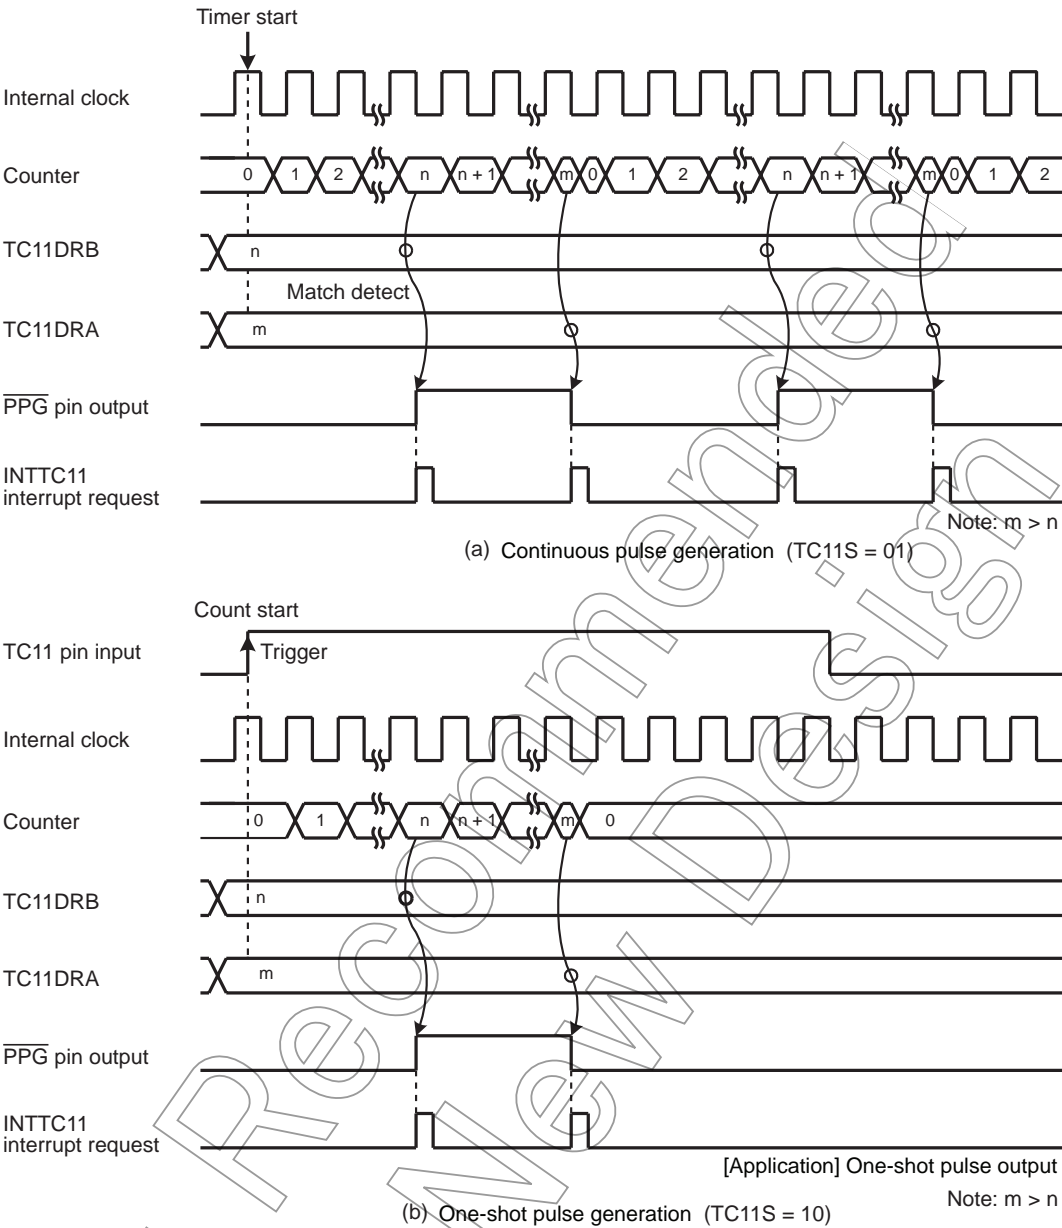 Timer start
Internal clock
Counter 0 1 2 n n + 1 m 0 1 2 n n + 1 m 0 1 2
TC11DRB n
Match detect
TC11DRA m
PPG pin output
INTTC11
interrupt request
Note: m > n
(a) Continuous pulse generation (TC11S = 01)
Count start
TC11 pin input Trigger
Internal clock
Counter 0 1 n n + 1 m 0
TC11DRB n
TC11DRA m
PPG pin output
INTTC11
interrupt request
[Application] One-shot pulse output
Note: m > n
(b) One-shot pulse generation (TC11S = 10)
Recommended
New Design